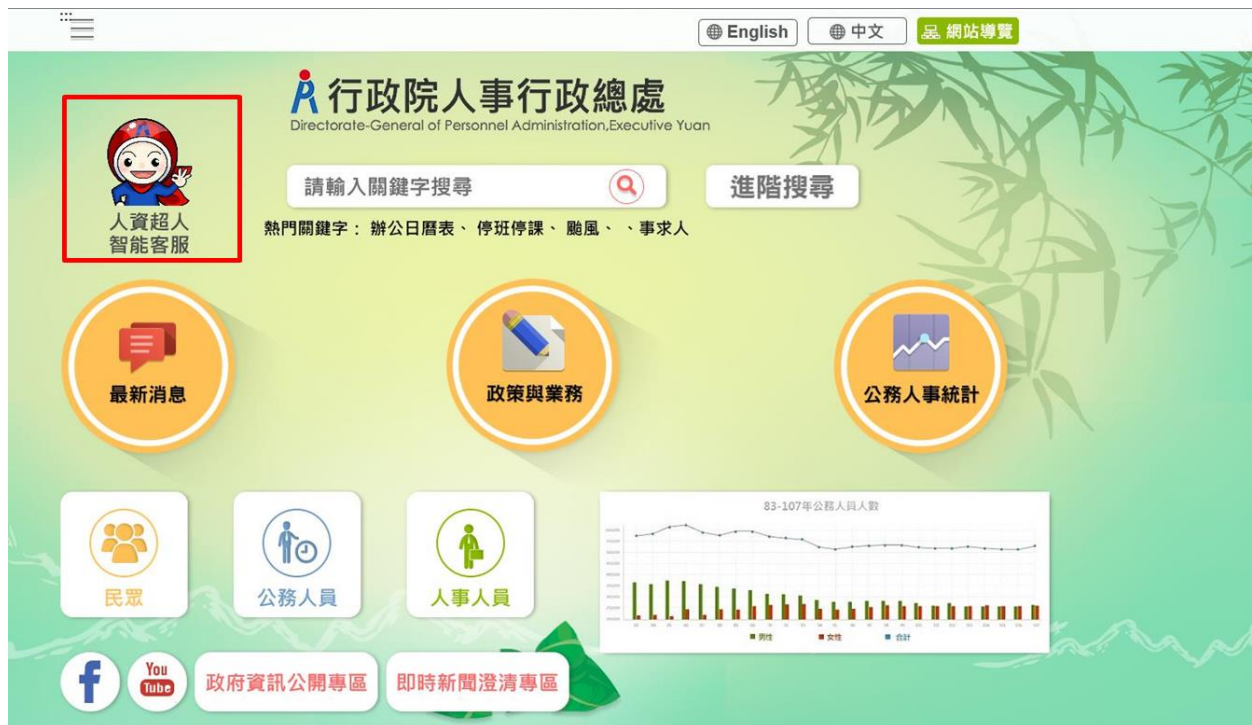 English
中文
網站導覽
行政院人事行政總處
Directorate-General of Personnel Administration,Executive Yuan
人資超人
智能客服
請輸入關鍵字搜尋
進階搜尋
熱門關鍵字： 辦公日曆表、 停班停課、 颱風、 、事求人
最新消息
政策與業務
公務人事統計
民眾
公務人員
人事人員
83-107年公務人員人數
男性
女性
合計
You
Tube
政府資訊公開專區
即時新聞澄清專區